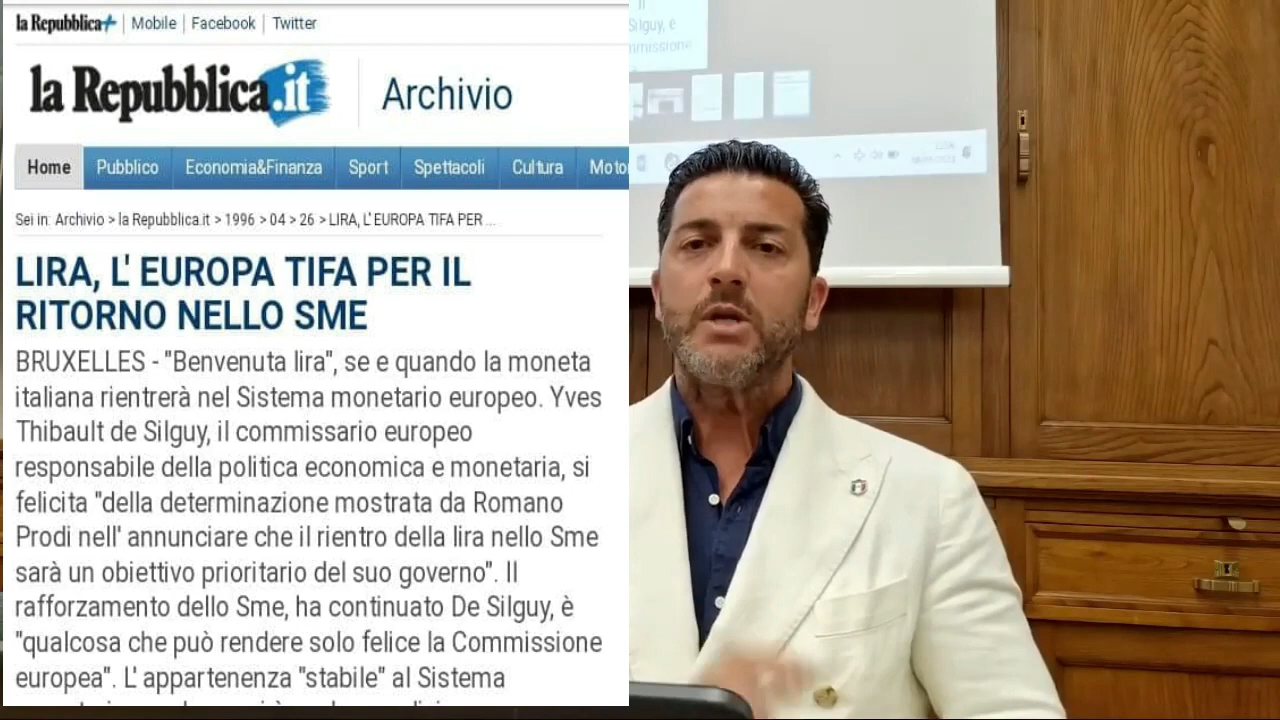 la Repubblica+ | Mobile | Facebook | Twitter
la Repubblica.it Archivio
Home Pubblico Economia&Finanza Sport Spettacoli Cultura Moto
Sei in: Archivio > la Repubblica.it > 1996 > 04 > 26 > LIRA, L' EUROPA TIFA PER ...
LIRA, L' EUROPA TIFA PER IL
RITORNO NELLO SME
BRUXELLES - "Benvenuta lira", se e quando la moneta
italiana rientrerà nel Sistema monetario europeo. Yves
Thibault de Silguy, il commissario europeo
responsabile della politica economica e monetaria, si
felicita "della determinazione mostrata da Romano
Prodi nell' annunciare che il rientro della lira nello Sme
sarà un obiettivo prioritario del suo governo". Il
rafforzamento dello Sme, ha continuato De Silguy, è
"qualcosa che può rendere solo felice la Commissione
europea". L' appartenenza "stabile" al Sistema
Il
Silguy, è
mmissione